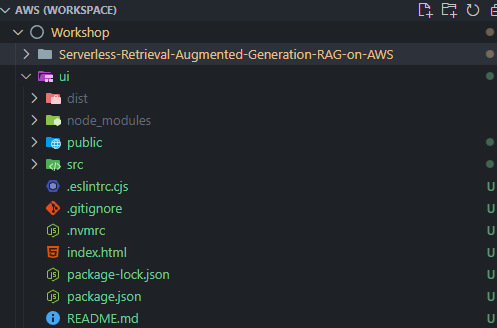 AWS (WORKSPACE)
Workshop
Serverless-Retrieval-Augmented-Generation-RAG-on-AWS
ui
dist
node_modules
public
src
.eslintrc.cjs U
.gitignore U
.nvmrc U
index.html U
package-lock.json U
package.json U
README.md U